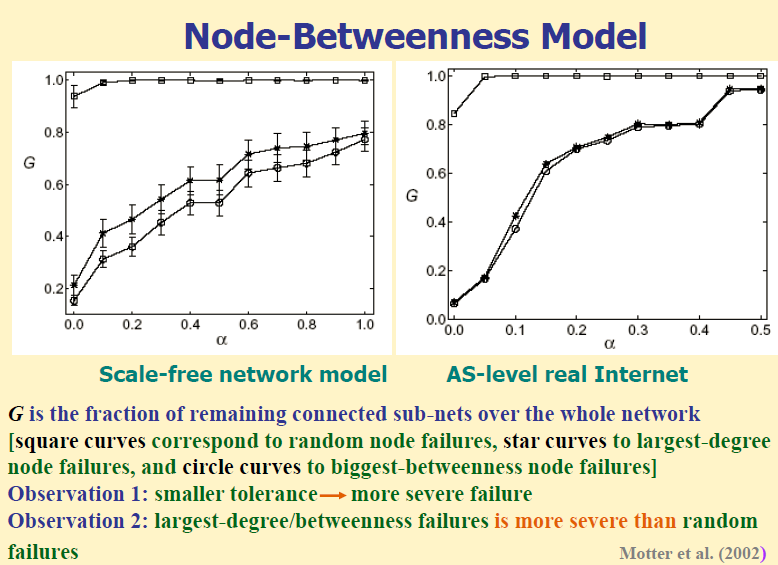 Node-Betweenness Model
1.0
0.8
G
0.6
0.4
0.2
0.0 0.2 0.4 0.6 0.8 1.0
α
1.0
0.8
0.6
G
0.4
0.2
0.0
0.0 0.1 0.2 0.3 0.4 0.5
α
Scale-free network model
AS-level real Internet
G is the fraction of remaining connected sub-nets over the whole network
[square curves correspond to random node failures, star curves to largest-degree
node failures, and circle curves to biggest-betweenness node failures]
Observation 1: smaller tolerance → more severe failure
Observation 2: largest-degree/betweenness failures is more severe than random
failures
Motter et al. (2002)